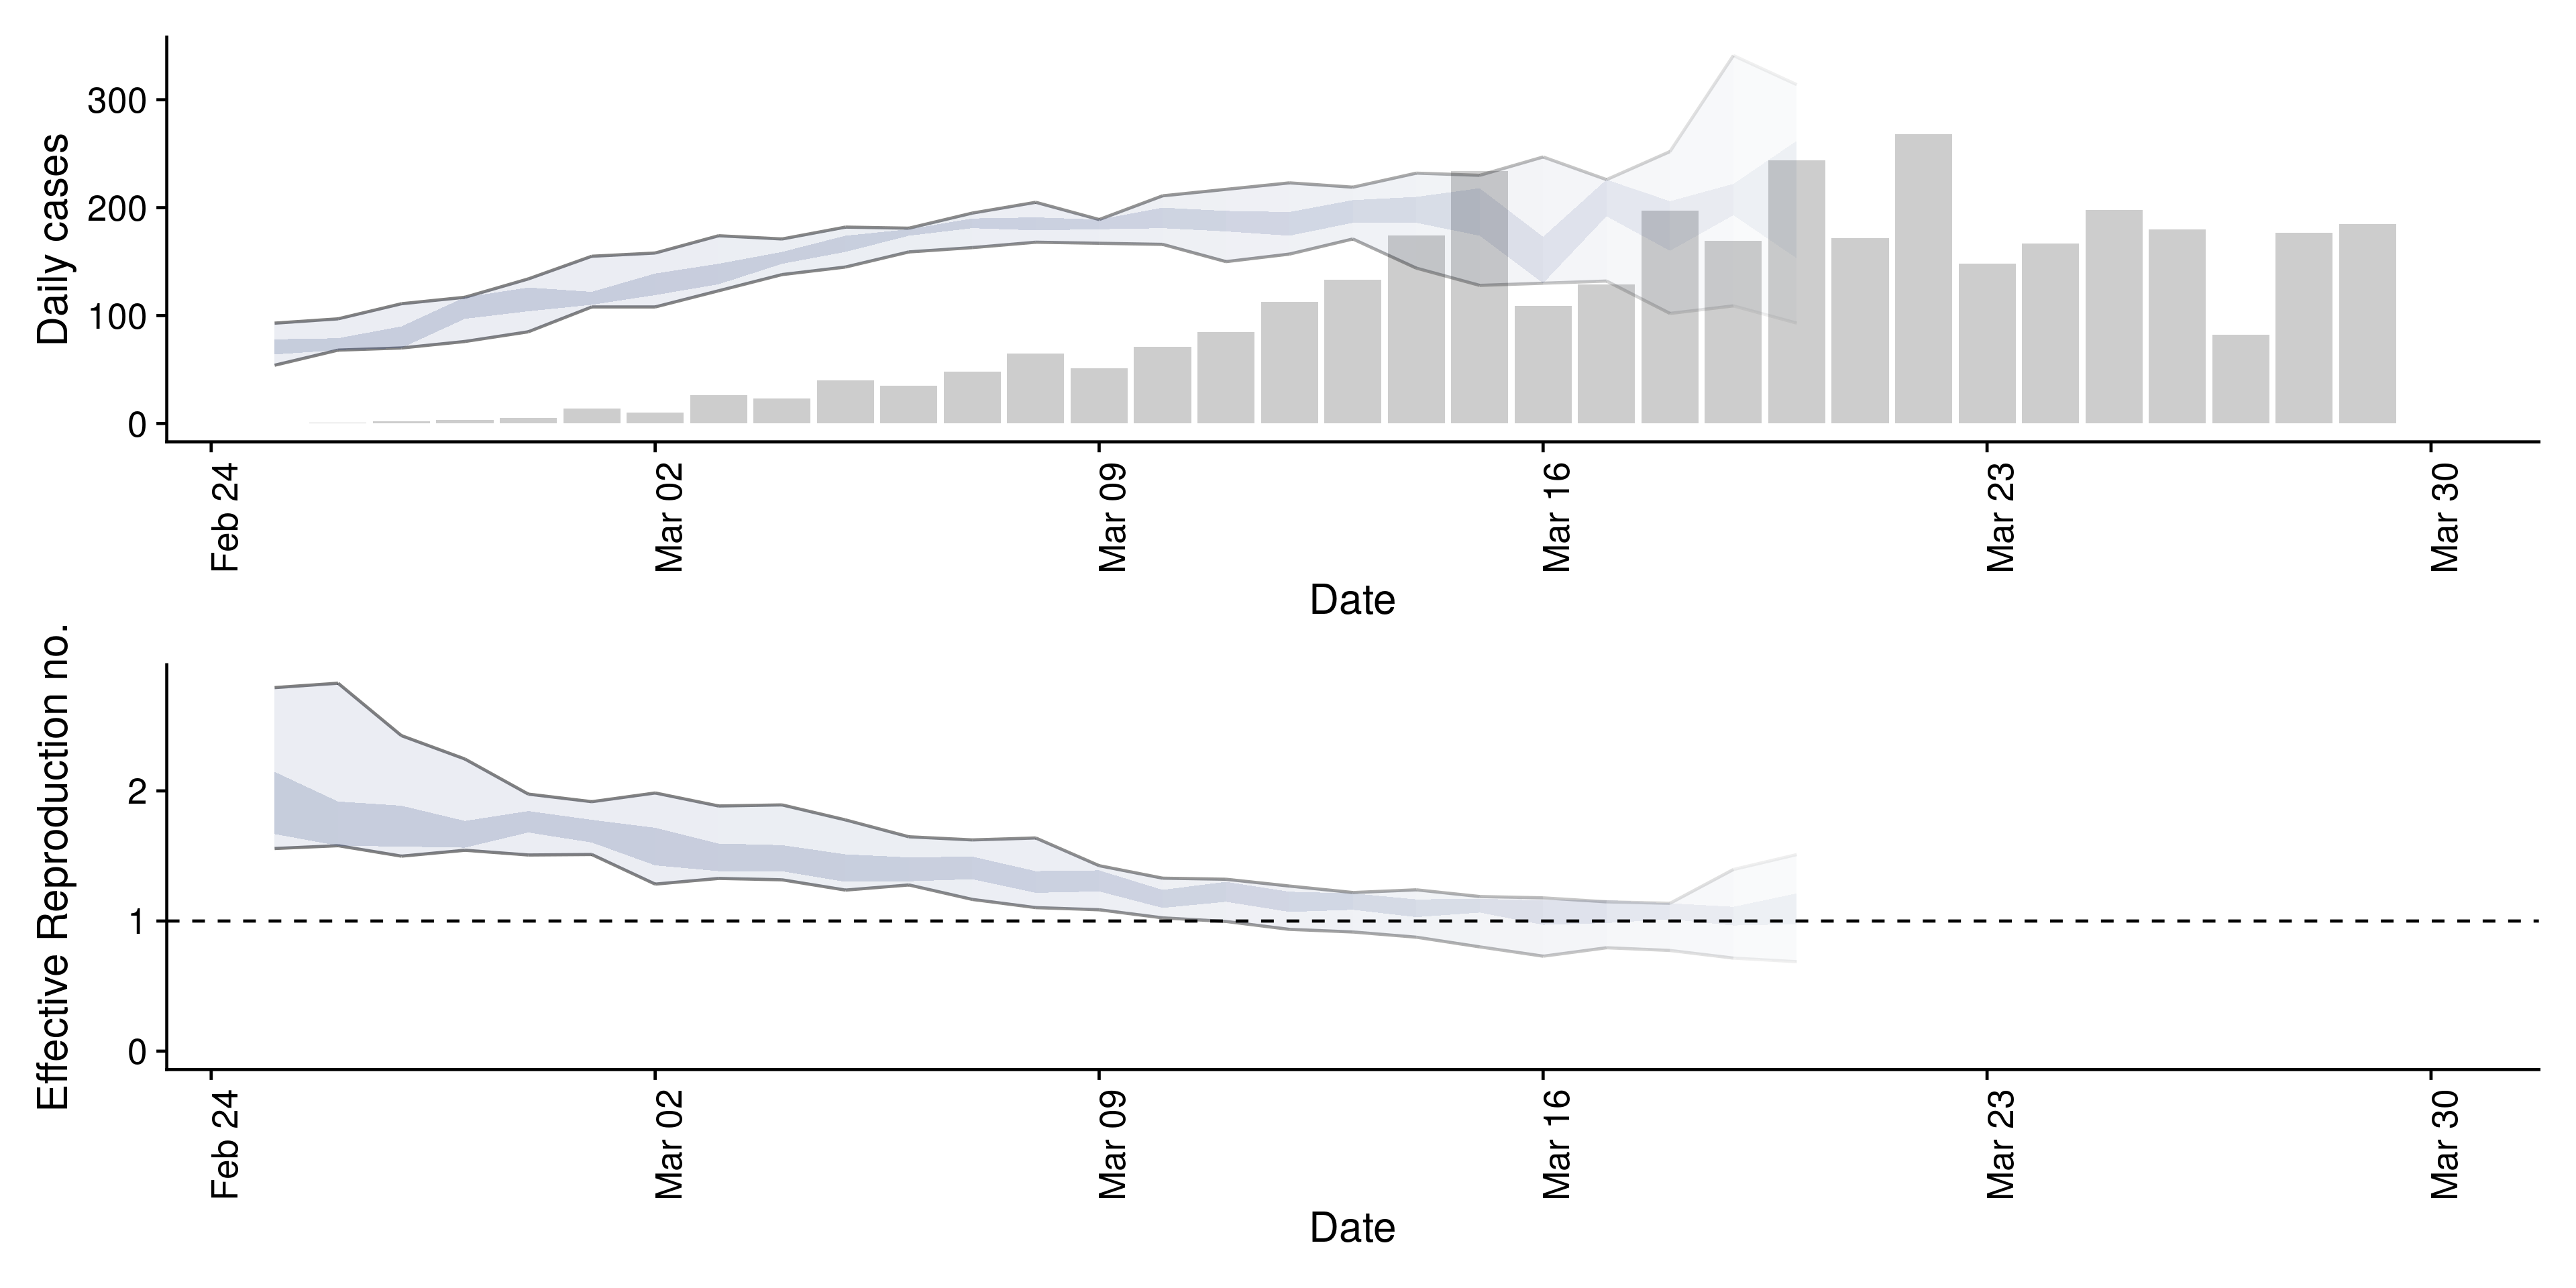 Daily cases
300
200
100
0
Feb 24
Mar 02
Mar 09
Mar 16
Mar 23
Mar 30
Date
Effective Reproduction no.
2
1
0
Feb 24
Mar 02
Mar 09
Mar 16
Mar 23
Mar 30
Date